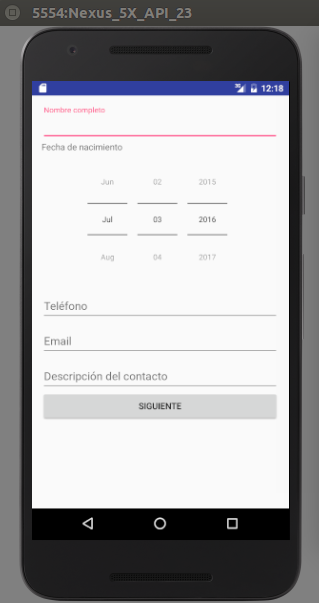 5554:Nexus_5X_API_23
12:18
Nombre completo
Fecha de nacimiento
Jun 02 2015
Jul 03 2016
Aug 04 2017
Teléfono
Email
Descripción del contacto
SIGUIENTE